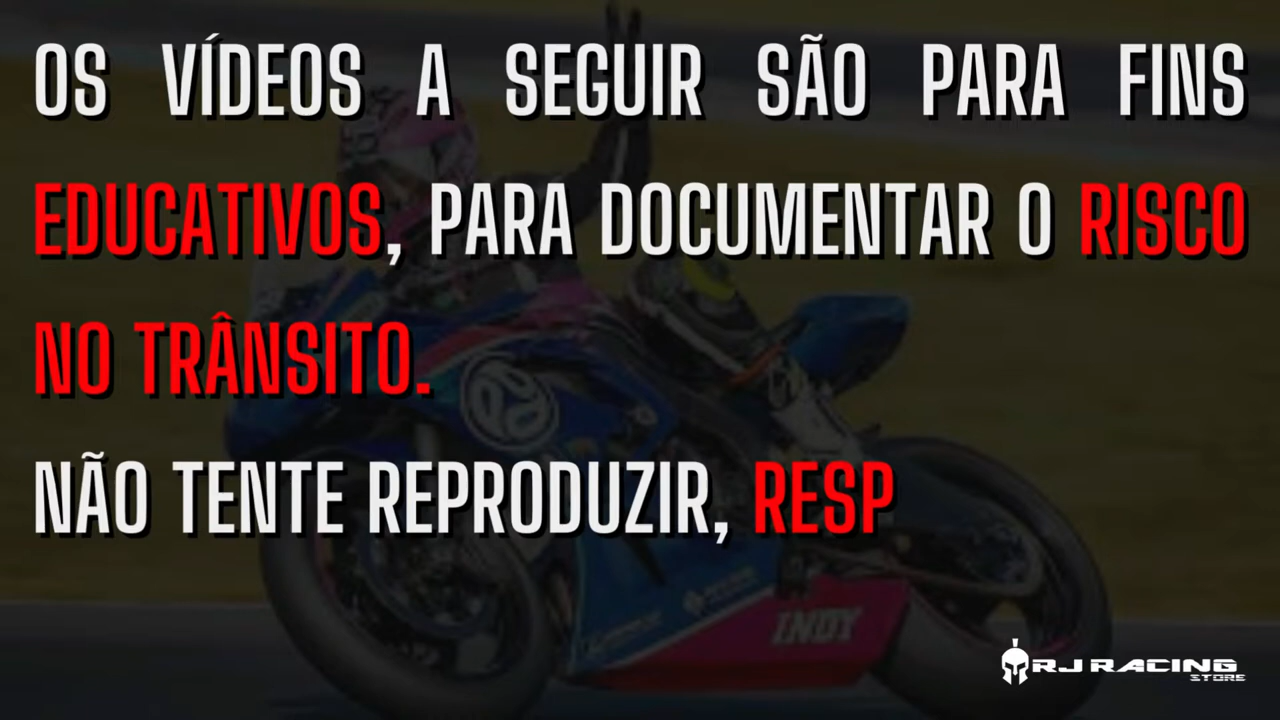 OS VÍDEOS A SEGUIR SÃO PARA FINS
EDUCATIVOS, PARA DOCUMENTAR O RISCO
NO TRÂNSITO.
NÃO TENTE REPRODUZIR, RESP
INDY
RJ RACING
STORE